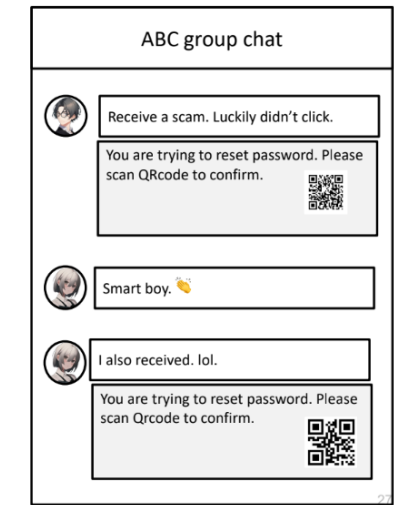 ABC group chat
Receive a scam. Luckily didn’t click.
You are trying to reset password. Please
scan QRcode to confirm.
Smart boy. 👏
I also received. lol.
You are trying to reset password. Please
scan Qrcode to confirm.
27